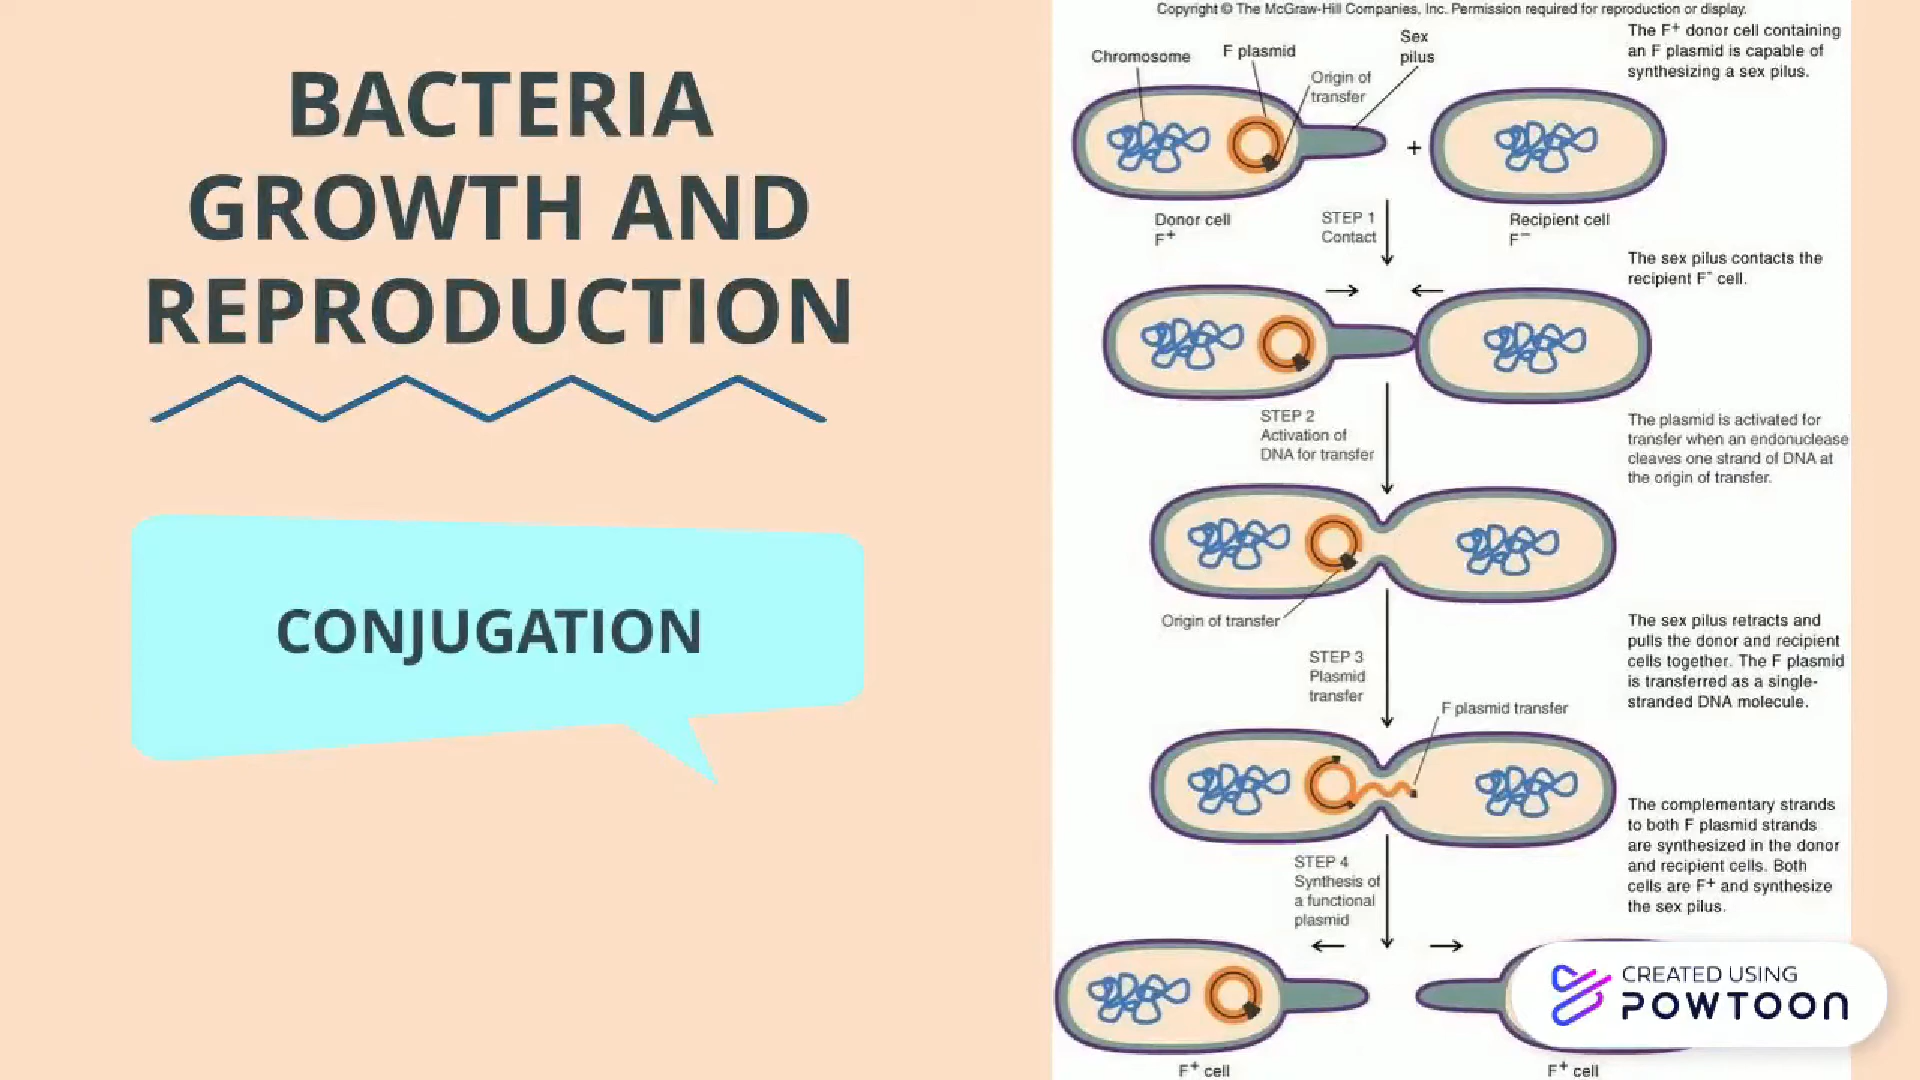 BACTERIA
GROWTH AND
REPRODUCTION
CONJUGATION
Copyright © The McGraw-Hill Companies, Inc. Permission required for reproduction or display.
Chromosome
F plasmid
Sex
pilus
Origin of
transfer
The F+ donor cell containing
an F plasmid is capable of
synthesizing a sex pilus.
+
Donor cell
F+
STEP 1
Contact
Recipient cell
F−
The sex pilus contacts the
recipient F− cell.
STEP 2
Activation of
DNA for transfer
The plasmid is activated for
transfer when an endonuclease
cleaves one strand of DNA at
the origin of transfer.
Origin of transfer
STEP 3
Plasmid
transfer
The sex pilus retracts and
pulls the donor and recipient
cells together. The F plasmid
is transferred as a single-
stranded DNA molecule.
F plasmid transfer
STEP 4
Synthesis of
a functional
plasmid
The complementary strands
to both F plasmid strands
are synthesized in the donor
and recipient cells. Both
cells are F+ and synthesize
the sex pilus.
F+ cell
F+ cell
CREATED USING
POWTOON